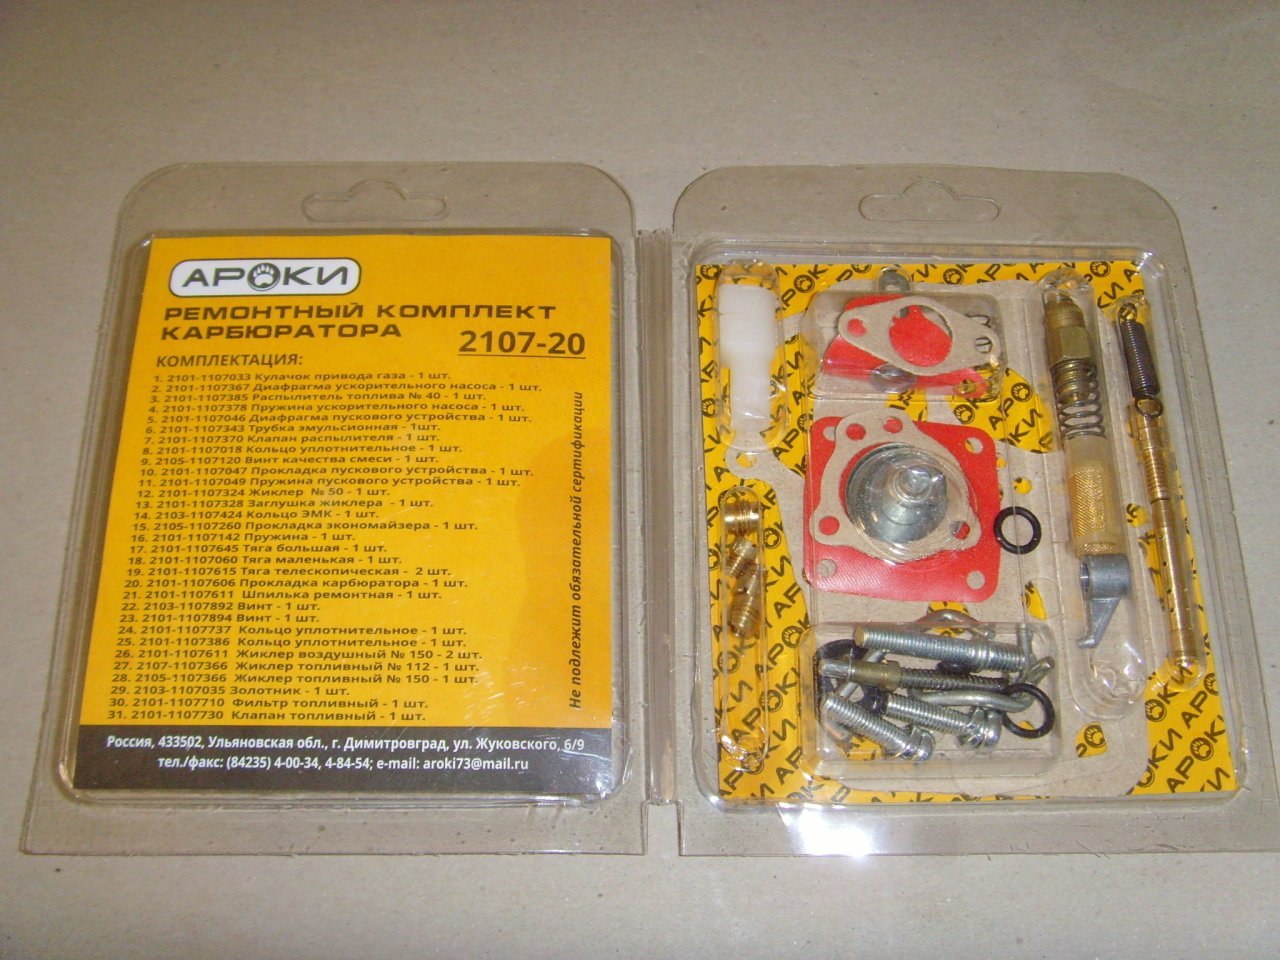 АРОКИ
РЕМОНТНЫЙ КОМПЛЕКТ
КАРБЮРАТОРА 2107-20
КОМПЛЕКТАЦИЯ:
1. 2101-1107033 Кулачок привода газа - 1 шт.
2. 2101-1107367 Диафрагма ускорительного насоса - 1 шт.
3. 2101-1107385 Распылитель топлива № 40 - 1 шт.
4. 2101-1107378 Пружина ускорительного насоса - 1 шт.
5. 2101-1107046 Диафрагма пускового устройства - 1 шт.
6. 2101-1107343 Трубка эмульсионная - 1шт.
7. 2101-1107370 Клапан распылителя - 1 шт.
8. 2101-1107018 Кольцо уплотнительное - 1 шт.
9. 2105-1107120 Винт качества смеси - 1 шт.
10. 2101-1107047 Прокладка пускового устройства - 1 шт.
11. 2101-1107049 Пружина пускового устройства - 1 шт.
12. 2101-1107324 Жиклер № 50 - 1 шт.
13. 2101-1107328 Заглушка жиклера - 1 шт.
14. 2103-1107424 Кольцо ЭМК - 1 шт.
15. 2105-1107260 Прокладка экономайзера - 1 шт.
16. 2101-1107142 Пружина - 1 шт.
17. 2101-1107645 Тяга большая - 1 шт.
18. 2101-1107060 Тяга маленькая - 1 шт.
19. 2101-1107615 Тяга телескопическая - 2 шт.
20. 2101-1107606 Прокладка карбюратора - 1 шт.
21. 2101-1107611 Шпилька ремонтная - 1 шт.
22. 2103-1107892 Винт - 1 шт.
23. 2101-1107894 Винт - 1 шт.
24. 2101-1107737 Кольцо уплотнительное - 1 шт.
25. 2101-1107386 Кольцо уплотнительное - 1 шт.
26. 2101-1107611 Жиклер воздушный № 150 - 2 шт.
27. 2107-1107366 Жиклер топливный № 112 - 1 шт.
28. 2105-1107366 Жиклер топливный № 150 - 1 шт.
29. 2103-1107035 Золотник - 1 шт.
30. 2101-1107710 Фильтр топливный - 1 шт.
31. 2101-1107730 Клапан топливный - 1 шт.
Не подлежит обязательной сертификации
Россия, 433502, Ульяновская обл., г. Димитровград, ул. Жуковского, 6/9
тел./факс: (84235) 4-00-34, 4-84-54; e-mail: aroki73@mail.ru
АРОКИ
АРОКИ
АРОКИ
АРОКИ